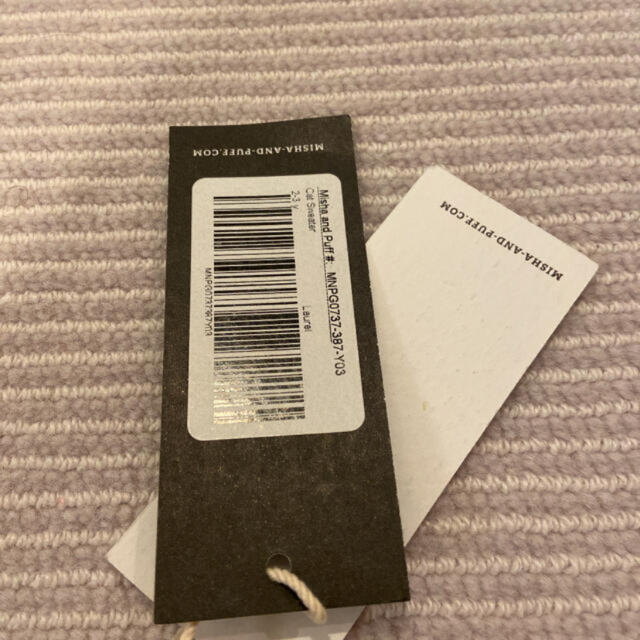 MISHA-AND-PUFF.COM
Misha and Puff #: MNPG0737-387-Y03
Cat Sweater
Laurel
2-3 y
MISHA-AND-PUFF.COM